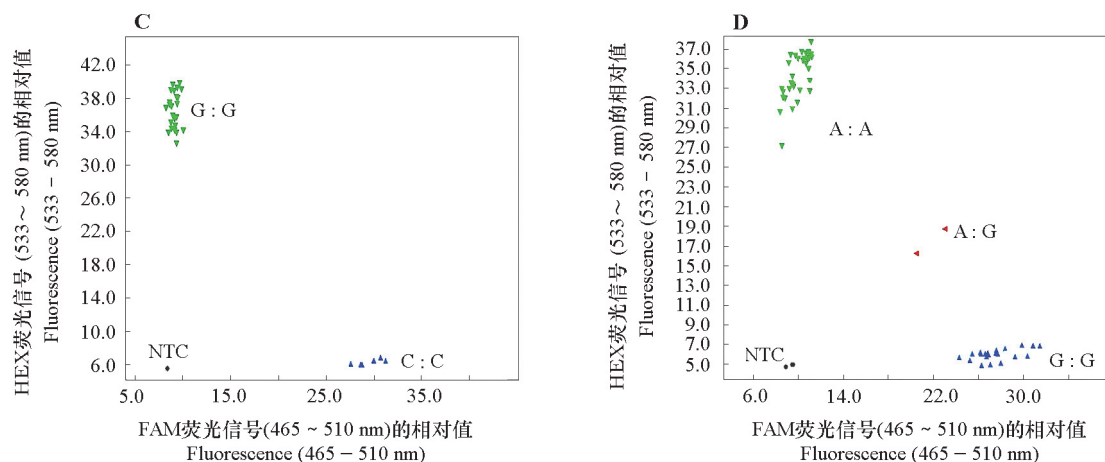 C
HEX荧光信号 (533～ 580 nm)的相对值
Fluorescence (533 − 580 nm)
42.0
38.0
34.0
30.0
26.0
22.0
18.0
14.0
10.0
6.0
G : G
NTC
C : C
5.0 15.0 25.0 35.0
FAM荧光信号(465 ~ 510 nm)的相对值
Fluorescence (465 − 510 nm)
D
HEX荧光信号 (533～ 580 nm)的相对值
Fluorescence (533 − 580 nm)
37.0
35.0
33.0
31.0
29.0
27.0
25.0
23.0
21.0
19.0
17.0
15.0
13.0
11.0
9.0
7.0
5.0
A : A
A : G
NTC
G : G
6.0 14.0 22.0 30.0
FAM荧光信号(465 ~ 510 nm)的相对值
Fluorescence (465 − 510 nm)